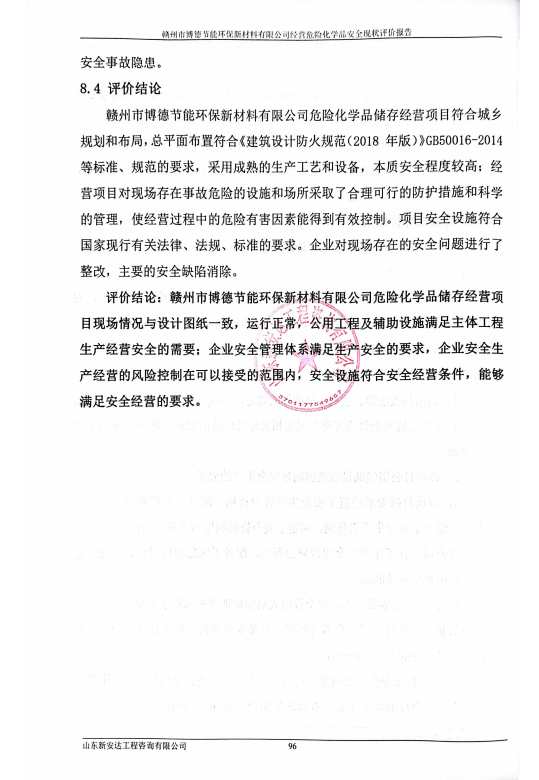 赣州市博德节能环保新材料有限公司经营危险化学品安全现状评价报告
安全事故隐患。
8.4 评价结论
赣州市博德节能环保新材料有限公司危险化学品储存经营项目符合城乡
规划和布局，总平面布置符合《建筑设计防火规范（2018 年版）》GB50016-2014
等标准、规范的要求，采用成熟的生产工艺和设备，本质安全程度较高；经
营项目对现场存在事故危险的设施和场所采取了合理可行的防护措施和科学
的管理，使经营过程中的危险有害因素能得到有效控制。项目安全设施符合
国家现行有关法律、法规、标准的要求。企业对现场存在的安全问题进行了
整改，主要的安全缺陷消除。
评价结论：赣州市博德节能环保新材料有限公司危险化学品储存经营项
目现场情况与设计图纸一致，运行正常，公用工程及辅助设施满足主体工程
生产经营安全的需要；企业安全管理体系满足生产安全的要求，企业安全生
产经营的风险控制在可以接受的范围内，安全设施符合安全经营条件，能够
满足安全经营的要求。
山东新安达工程咨询有限公司
3701177549667
山东新安达工程咨询有限公司 96